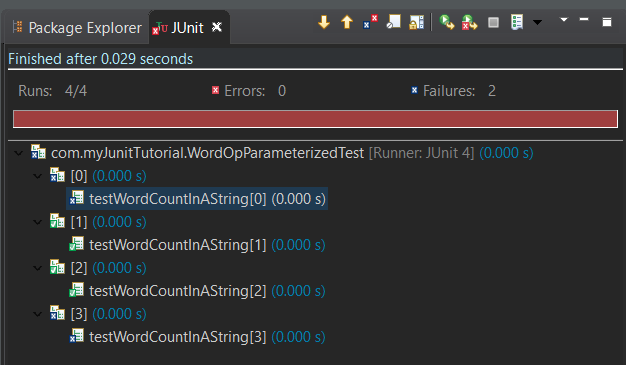 Package Explorer JUnit
Finished after 0.029 seconds
Runs: 4/4 Errors: 0 Failures: 2
com.myJunitTutorial.WordOpParameterizedTest [Runner: JUnit 4] (0.000 s)
[0] (0.000 s)
testWordCountInAString[0] (0.000 s)
[1] (0.000 s)
testWordCountInAString[1] (0.000 s)
[2] (0.000 s)
testWordCountInAString[2] (0.000 s)
[3] (0.000 s)
testWordCountInAString[3] (0.000 s)